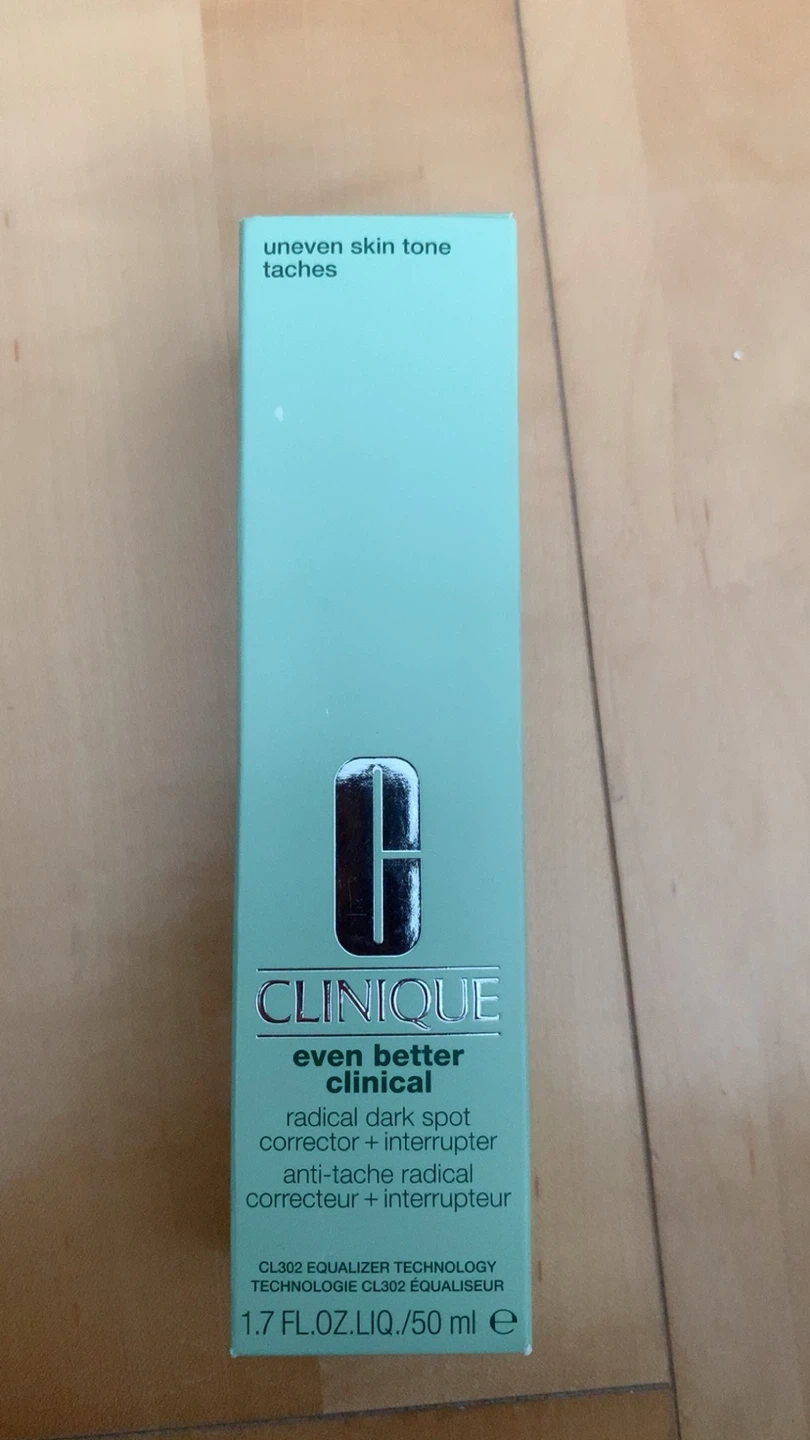 uneven skin tone
taches
CLINIQUE
even better
clinical
radical dark spot
corrector + interrupter
anti-tache radical
correcteur + interrupteur
CL302 EQUALIZER TECHNOLOGY
TECHNOLOGIE CL302 ÉQUALISEUR
1.7 FL.OZ.LIQ./50 ml ℮